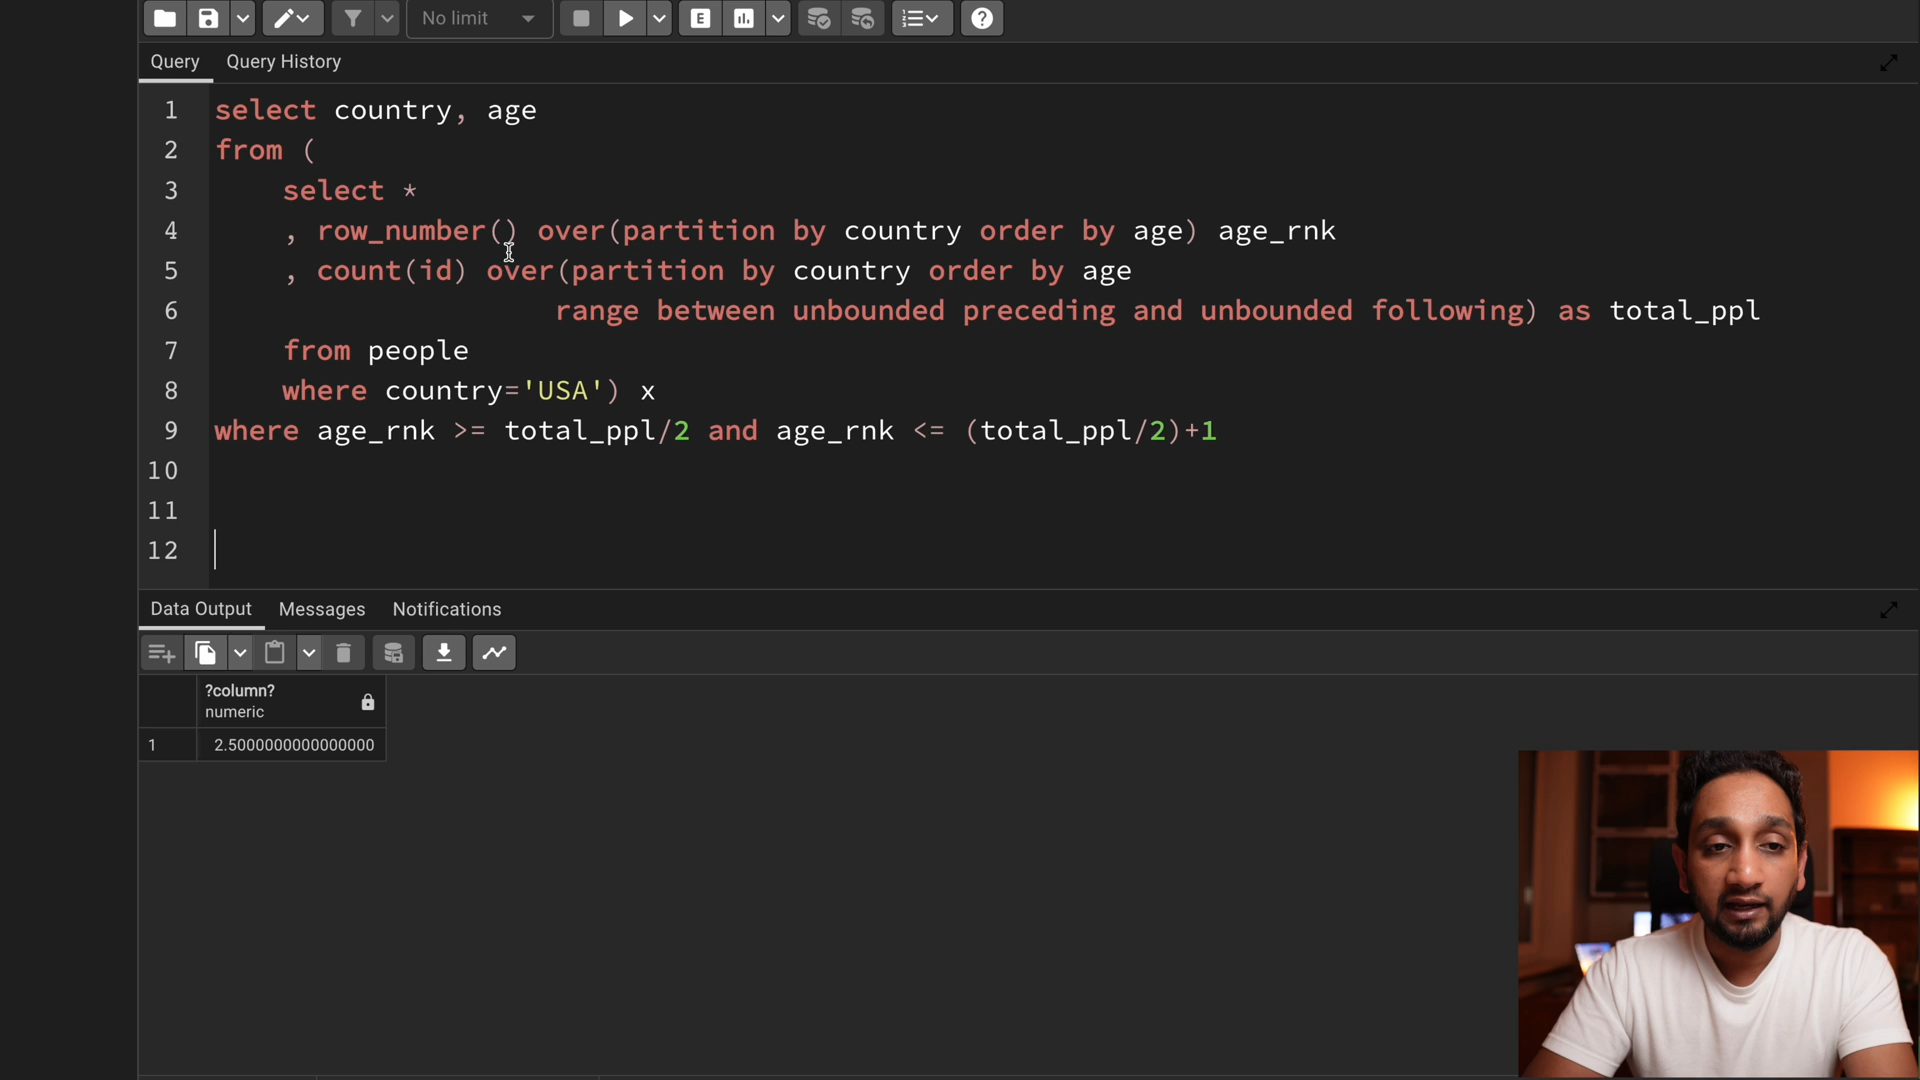 No limit
E
Query Query History
1 select country, age
2 from (
3 select *
4 , row_number() over(partition by country order by age) age_rnk
5 , count(id) over(partition by country order by age
6 range between unbounded preceding and unbounded following) as total_ppl
7 from people
8 where country='USA') x
9 where age_rnk >= total_ppl/2 and age_rnk <= (total_ppl/2)+1
10
11
12
Data Output Messages Notifications
?column?
numeric
1 2.5000000000000000